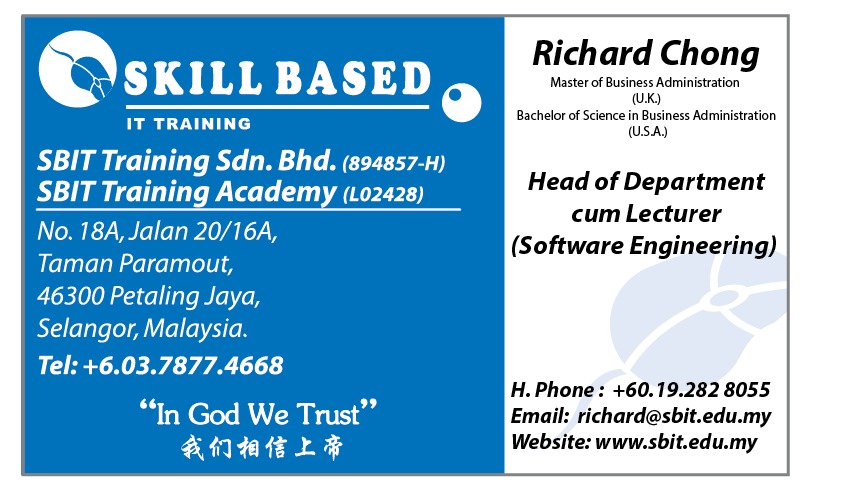 SKILL BASED
IT TRAINING
SBIT Training Sdn. Bhd. (894857-H)
SBIT Training Academy (L02428)
No. 18A, Jalan 20/16A,
Taman Paramout,
46300 Petaling Jaya,
Selangor, Malaysia.
Tel: +6.03.7877.4668
“In God We Trust”
我们相信上帝
Richard Chong
Master of Business Administration
(U.K.)
Bachelor of Science in Business Administration
(U.S.A.)
Head of Department
cum Lecturer
(Software Engineering)
H. Phone : +60.19.282 8055
Email: richard@sbit.edu.my
Website: www.sbit.edu.my